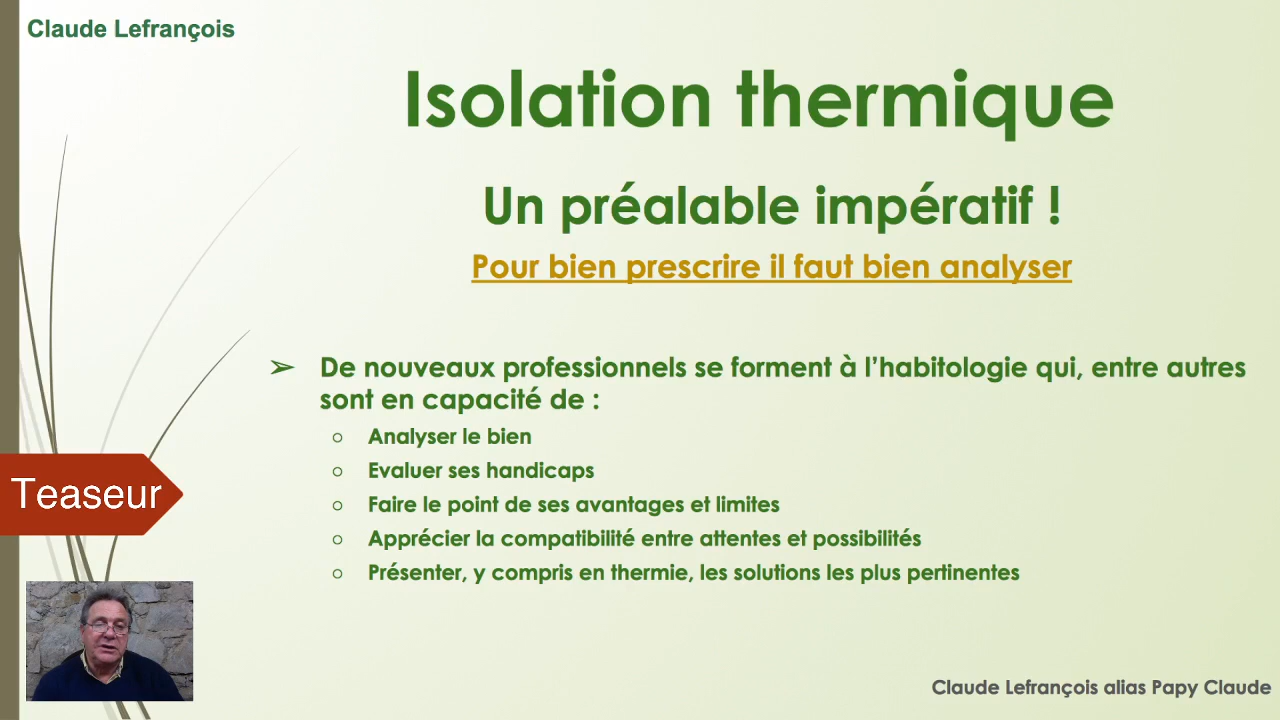 Claude Lefrançois
Isolation thermique
Un préalable impératif !
Pour bien prescrire il faut bien analyser
➢ De nouveaux professionnels se forment à l’habitologie qui, entre autres
sont en capacité de :
○ Analyser le bien
○ Evaluer ses handicaps
○ Faire le point de ses avantages et limites
○ Apprécier la compatibilité entre attentes et possibilités
○ Présenter, y compris en thermie, les solutions les plus pertinentes
Teaseur
Claude Lefrançois alias Papy Claude